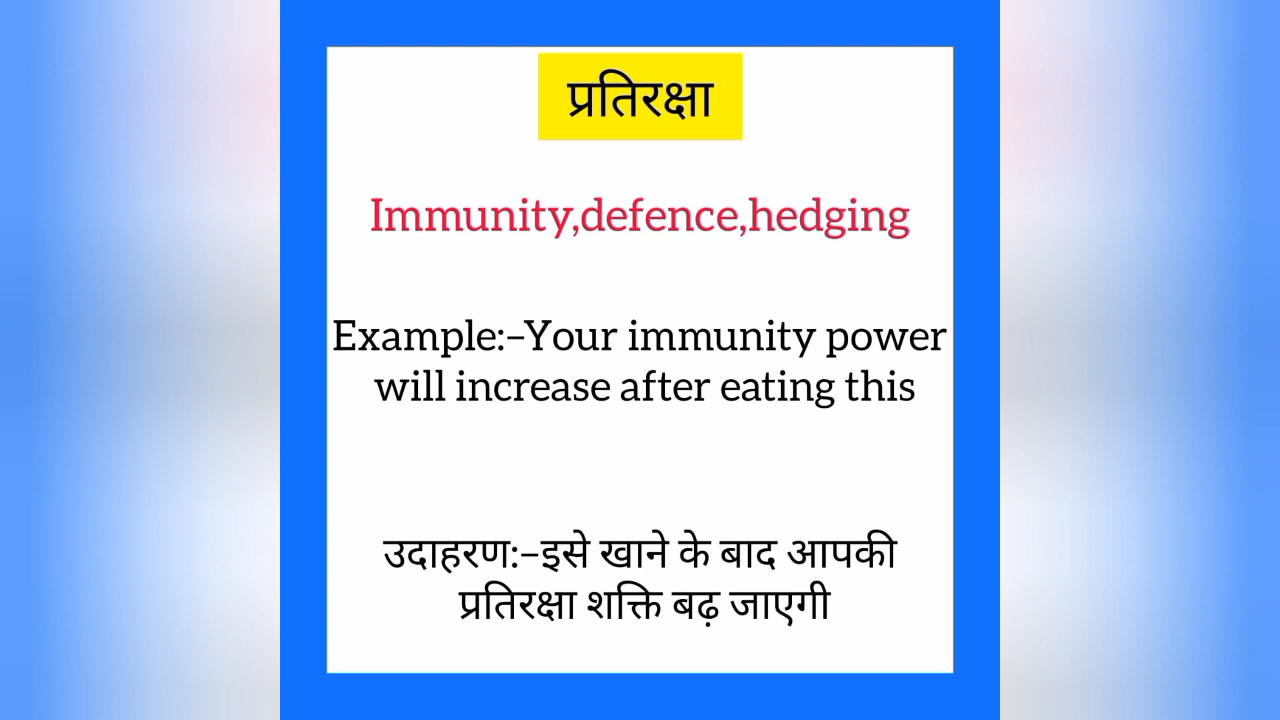 प्रतिरक्षा
Immunity,defence,hedging
Example:–Your immunity power
will increase after eating this
उदाहरण:–इसे खाने के बाद आपकी
प्रतिरक्षा शक्ति बढ़ जाएगी